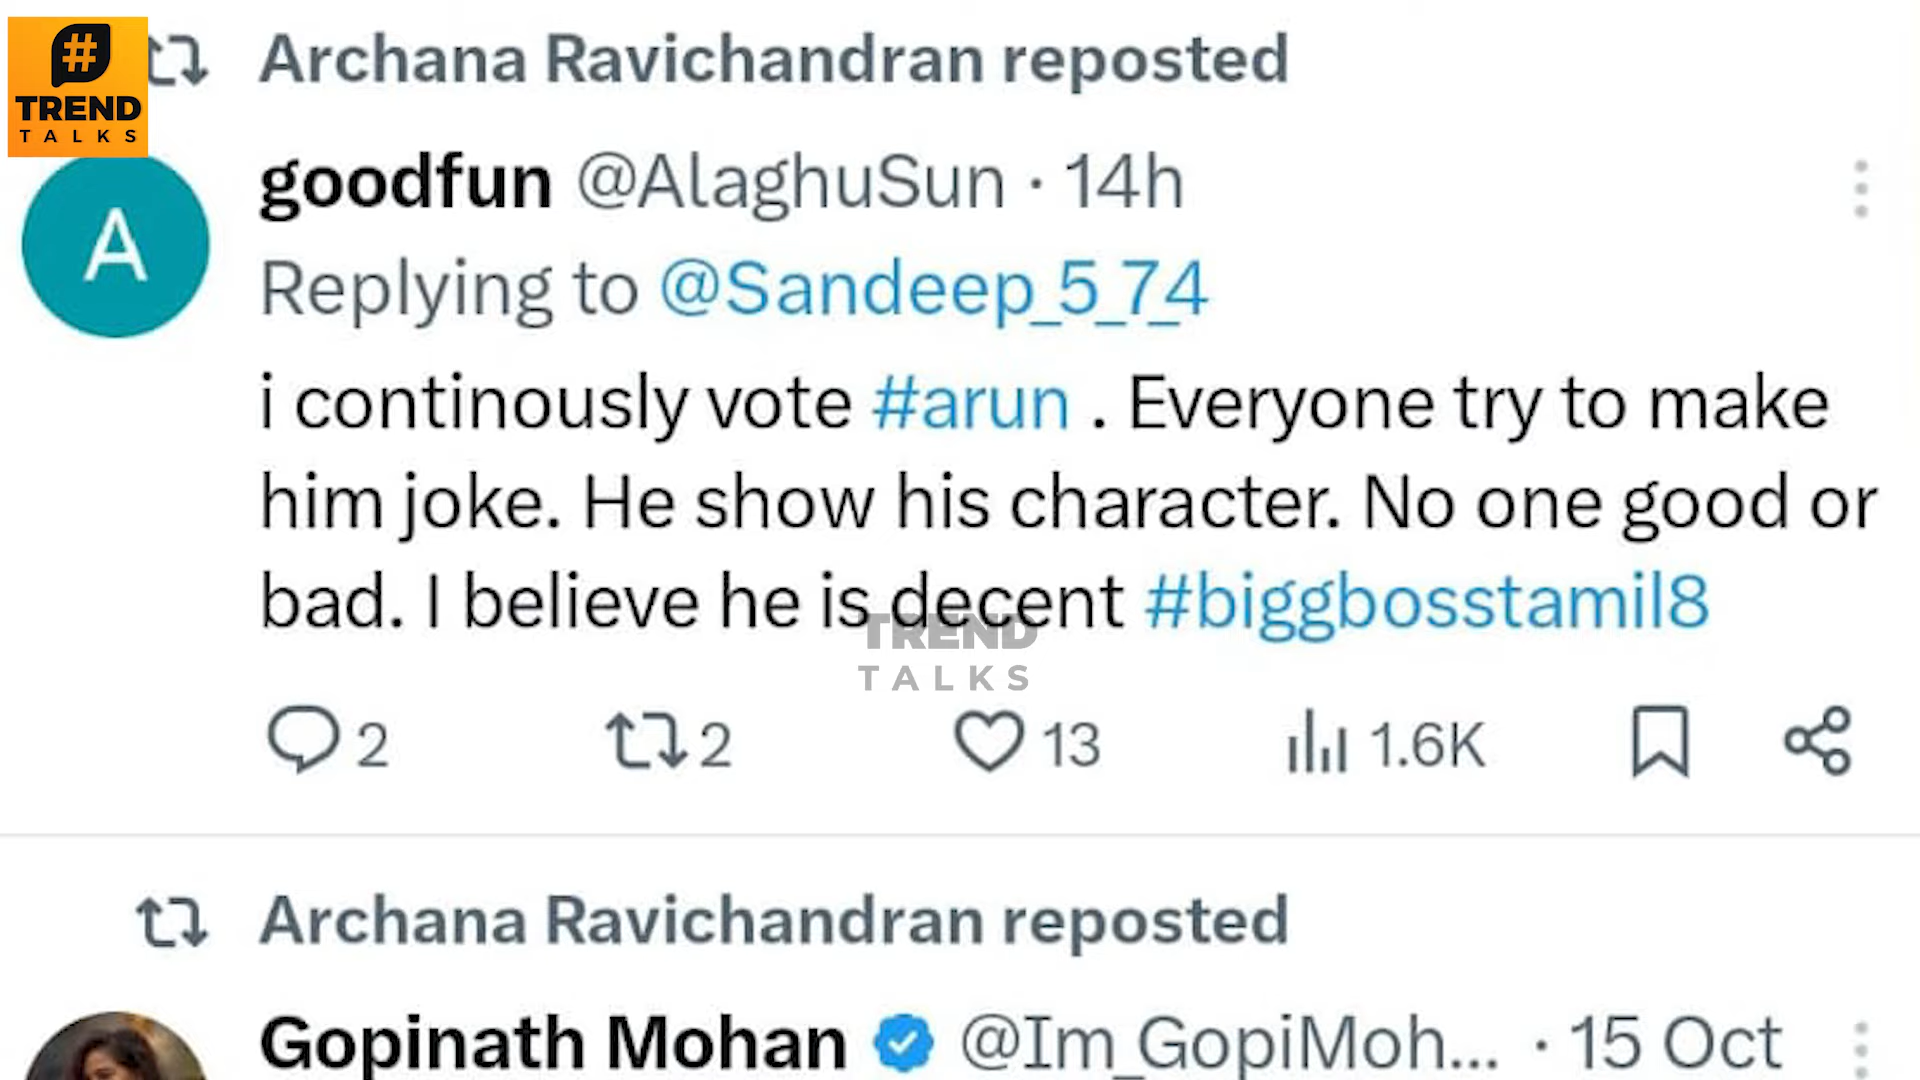 #
TREND
TALKS
Archana Ravichandran reposted
A
goodfun @AlaghuSun · 14h
Replying to @Sandeep_5_74
i continously vote #arun . Everyone try to make
him joke. He show his character. No one good or
bad. I believe he is decent #biggbosstamil8
TREND
TALKS
2 2 13 1.6K
Archana Ravichandran reposted
Gopinath Mohan @Im_GopiMoh... · 15 Oct